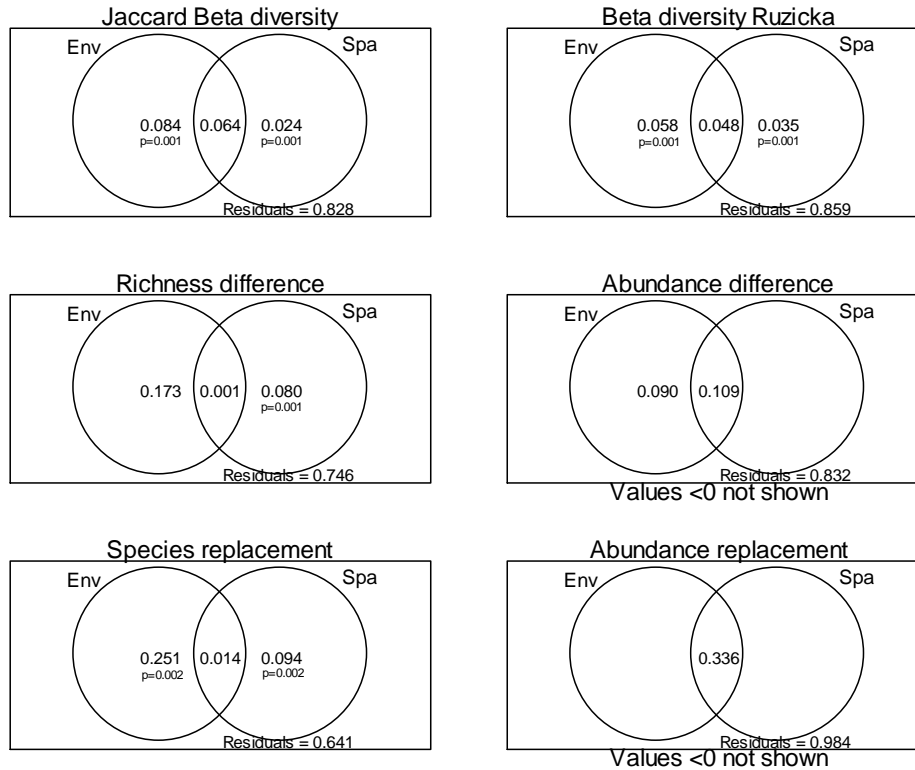 Jaccard Beta diversity
Env
Spa
0.084
p=0.001
0.064
0.024
p=0.001
Residuals = 0.828
Beta diversity Ruzicka
Env
Spa
0.058
p=0.001
0.048
0.035
p=0.001
Residuals = 0.859
Richness difference
Env
Spa
0.173
0.001
0.080
p=0.001
Residuals = 0.746
Abundance difference
Env
Spa
0.090
0.109
Residuals = 0.832
Values <0 not shown
Species replacement
Env
Spa
0.251
p=0.002
0.014
0.094
p=0.002
Residuals = 0.641
Abundance replacement
Env
Spa
0.336
Residuals = 0.984
Values <0 not shown